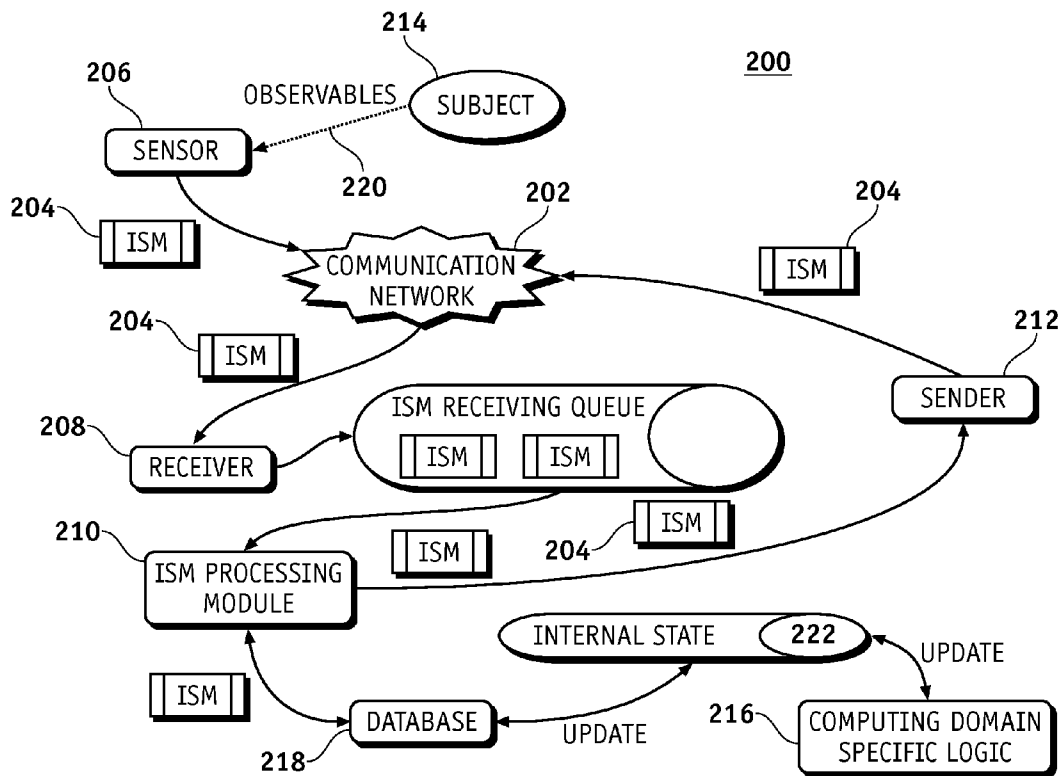 214
200
206
OBSERVABLES
SUBJECT
SENSOR
220
202
204
204
ISM
ISM
COMMUNICATION
NETWORK
204
ISM
212
SENDER
ISM RECEIVING QUEUE
208
RECEIVER
ISM
ISM
210
ISM
204
ISM
ISM PROCESSING
MODULE
INTERNAL STATE
222
UPDATE
ISM
DATABASE
UPDATE
218
216
COMPUTING DOMAIN
SPECIFIC LOGIC